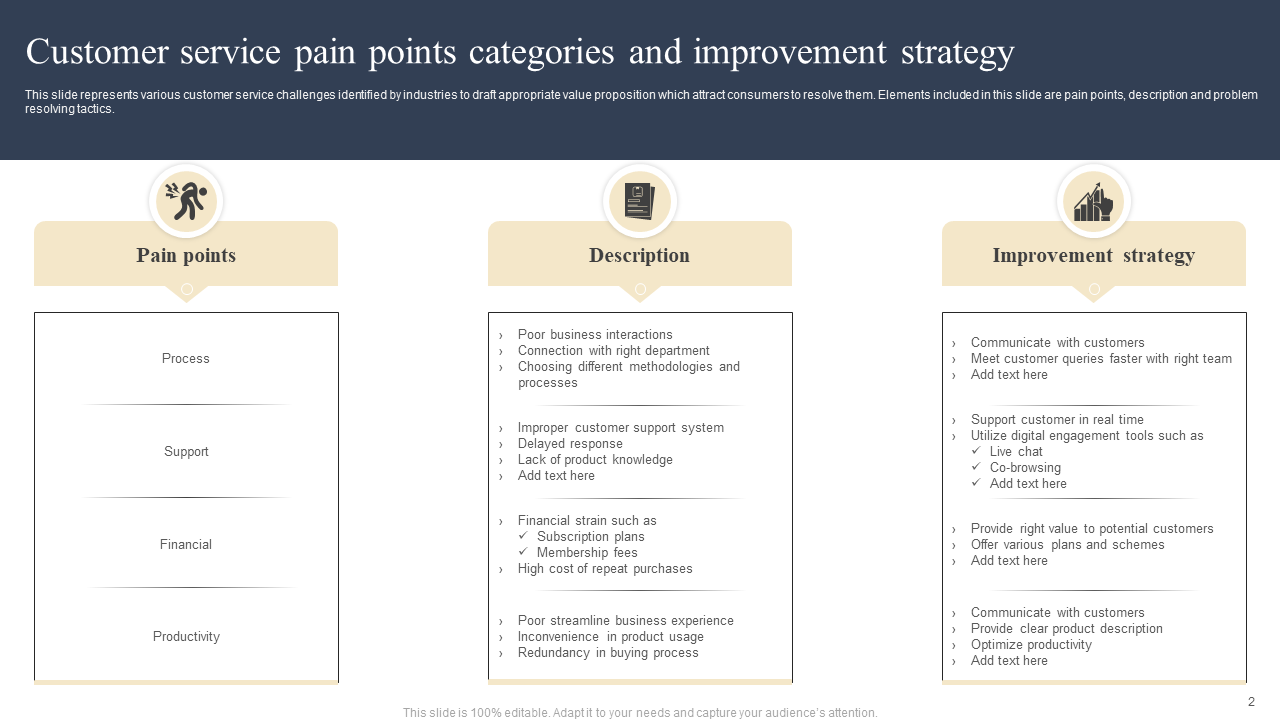 Customer service pain points categories and improvement strategy
This slide represents various customer service challenges identified by industries to draft appropriate value proposition which attract consumers to resolve them. Elements included in this slide are pain points, description and problem
resolving tactics.
Pain points
Process
Support
Financial
Productivity
Description
› Poor business interactions
› Connection with right department
› Choosing different methodologies and
processes
› Improper customer support system
› Delayed response
› Lack of product knowledge
› Add text here
› Financial strain such as
✓ Subscription plans
✓ Membership fees
› High cost of repeat purchases
› Poor streamline business experience
› Inconvenience in product usage
› Redundancy in buying process
Improvement strategy
› Communicate with customers
› Meet customer queries faster with right team
› Add text here
› Support customer in real time
› Utilize digital engagement tools such as
✓ Live chat
✓ Co-browsing
✓ Add text here
› Provide right value to potential customers
› Offer various plans and schemes
› Add text here
› Communicate with customers
› Provide clear product description
› Optimize productivity
› Add text here
2
This slide is 100% editable. Adapt it to your needs and capture your audience's attention.